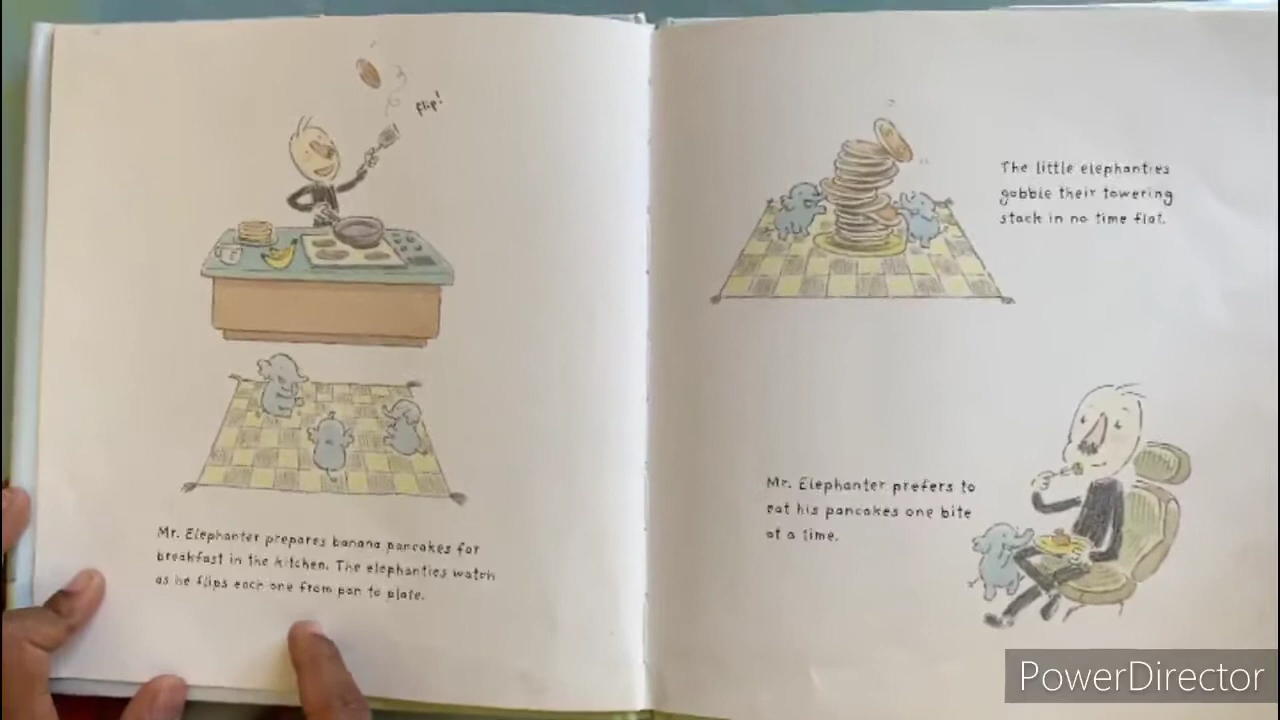 flip!
Mr. Elephanter prepares banana pancakes for
breakfast in the kitchen. The elephanties watch
as he flips each one from pan to plate.
The little elephanties
gobble their towering
stack in no time flat.
Mr. Elephanter prefers to
eat his pancakes one bite
at a time.
PowerDirector